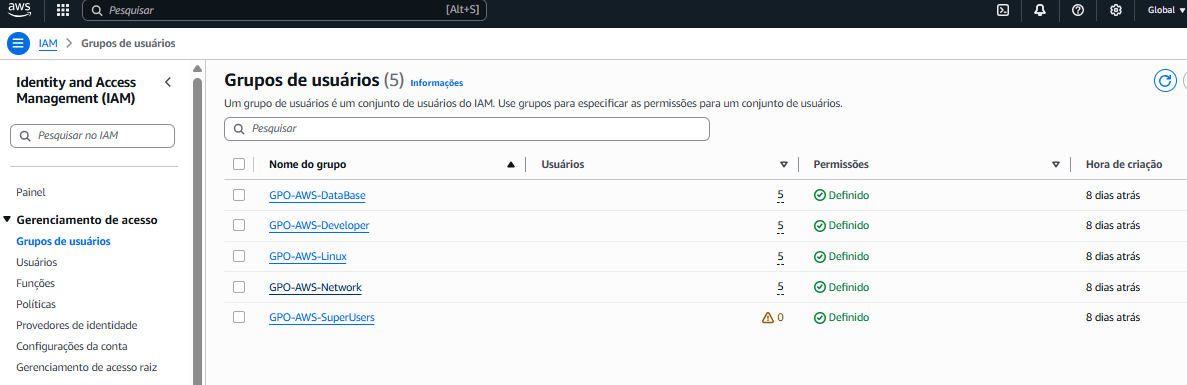 aws
Pesquisar [Alt+S] Global
IAM > Grupos de usuários
Identity and Access
Management (IAM)
Pesquisar no IAM
Painel
Gerenciamento de acesso
Grupos de usuários
Usuários
Funções
Políticas
Provedores de identidade
Configurações da conta
Gerenciamento de acesso raiz
Grupos de usuários (5) Informações
Um grupo de usuários é um conjunto de usuários do IAM. Use grupos para especificar as permissões para um conjunto de usuários.
Pesquisar
Nome do grupo Usuários Permissões Hora de criação
GPO-AWS-DataBase 5 Definido 8 dias atrás
GPO-AWS-Developer 5 Definido 8 dias atrás
GPO-AWS-Linux 5 Definido 8 dias atrás
GPO-AWS-Network 5 Definido 8 dias atrás
GPO-AWS-SuperUsers 0 Definido 8 dias atrás